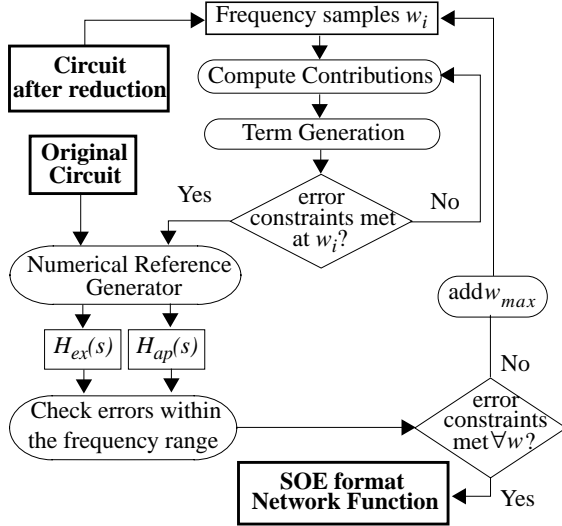 Frequency samples w_i
Circuit
after reduction
Compute Contributions
Term Generation
Original
Circuit
Yes
error
constraints met
at w_i?
No
Numerical Reference
Generator
add w_max
H_ex(s)
H_ap(s)
No
Check errors within
the frequency range
error
constraints
met ∀w?
SOE format
Network Function
Yes